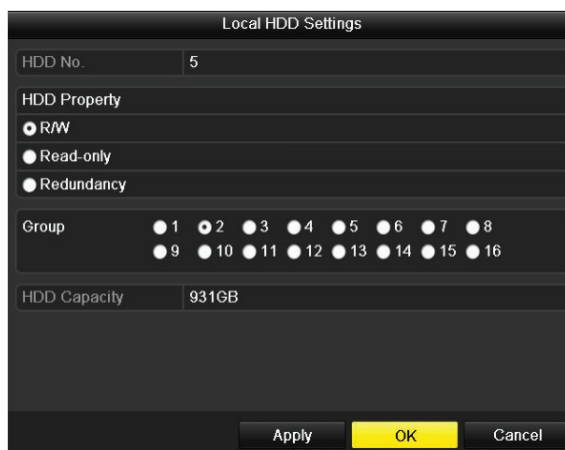 Local HDD Settings
HDD No. 5
HDD Property
R/W
Read-only
Redundancy
Group 1 2 3 4 5 6 7 8
9 10 11 12 13 14 15 16
HDD Capacity 931GB
Apply OK Cancel